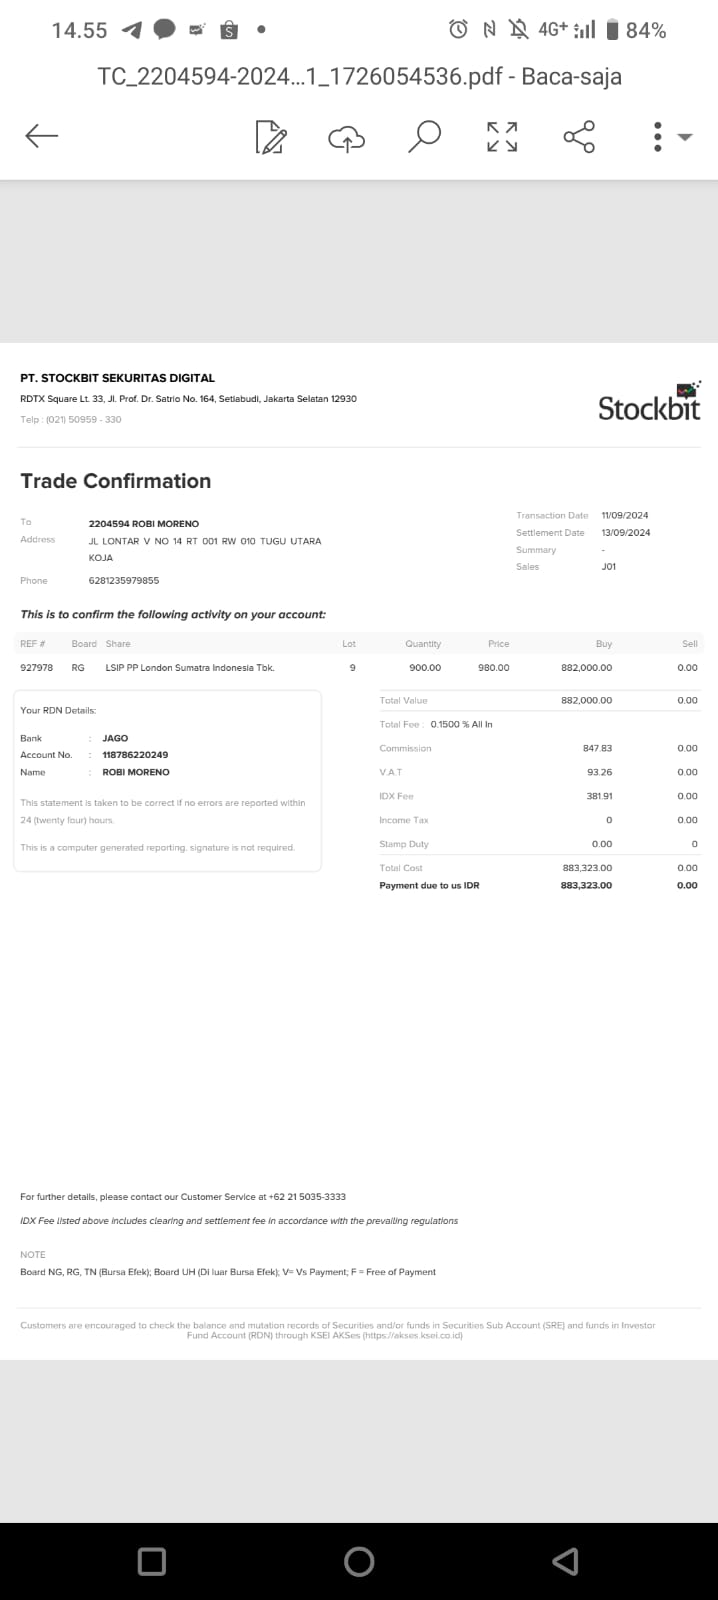 14.55
4G+ 84%
TC_2204594-2024...1_1726054536.pdf - Baca-saja
PT. STOCKBIT SEKURITAS DIGITAL
RDTX Square Lt. 33, Jl. Prof. Dr. Satrio No. 164, Setiabudi, Jakarta Selatan 12930
Telp : (021) 50959 - 330
Stockbit
Trade Confirmation
To 2204594 ROBI MORENO
Address JL LONTAR V NO 14 RT 001 RW 010 TUGU UTARA
KOJA
Phone 6281235979855
Transaction Date 11/09/2024
Settlement Date 13/09/2024
Summary -
Sales J01
This is to confirm the following activity on your account:
REF # Board Share Lot Quantity Price Buy Sell
927978 RG LSIP PP London Sumatra Indonesia Tbk. 9 900.00 980.00 882,000.00 0.00
Your RDN Details:
Bank : JAGO
Account No. : 118786220249
Name : ROBI MORENO
This statement is taken to be correct if no errors are reported within
24 (twenty four) hours.
This is a computer generated reporting. signature is not required.
Total Value 882,000.00 0.00
Total Fee : 0.1500 % All In
Commission 847.83 0.00
V.A.T 93.26 0.00
IDX Fee 381.91 0.00
Income Tax 0 0.00
Stamp Duty 0.00 0
Total Cost 883,323.00 0.00
Payment due to us IDR 883,323.00 0.00
For further details, please contact our Customer Service at +62 21 5035-3333
IDX Fee listed above includes clearing and settlement fee in accordance with the prevailing regulations
NOTE
Board NG, RG, TN (Bursa Efek); Board UH (Di luar Bursa Efek); V= Vs Payment; F = Free of Payment
Customers are encouraged to check the balance and mutation records of Securities and/or funds in Securities Sub Account (SRE) and funds in Investor
Fund Account (RDN) through KSEI AKSes (https://akses.ksei.co.id)